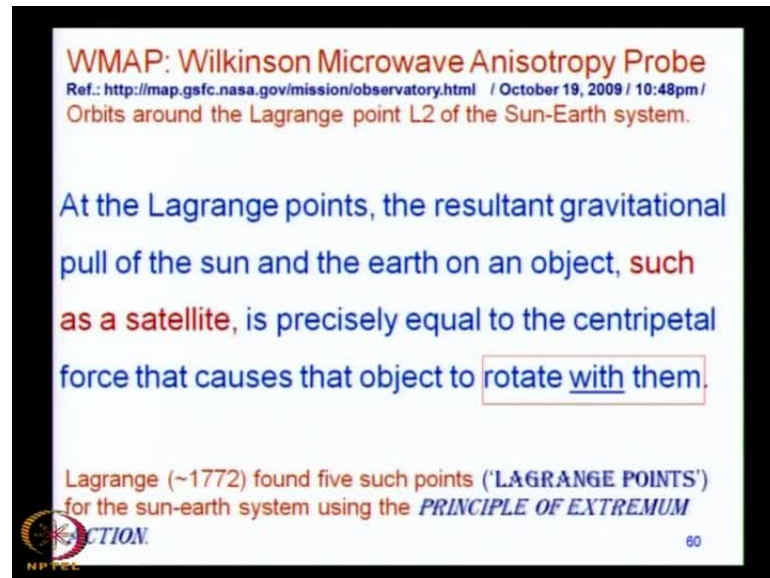 WMAP: Wilkinson Microwave Anisotropy Probe
Ref.: http://map.gsfc.nasa.gov/mission/observatory.html / October 19, 2009 / 10:48pm /
Orbits around the Lagrange point L2 of the Sun-Earth system.
At the Lagrange points, the resultant gravitational
pull of the sun and the earth on an object, such
as a satellite, is precisely equal to the centripetal
force that causes that object to rotate with them.
Lagrange (~1772) found five such points ('LAGRANGE POINTS')
for the sun-earth system using the PRINCIPLE OF EXTREMUM
CTION.
60
NPTEL